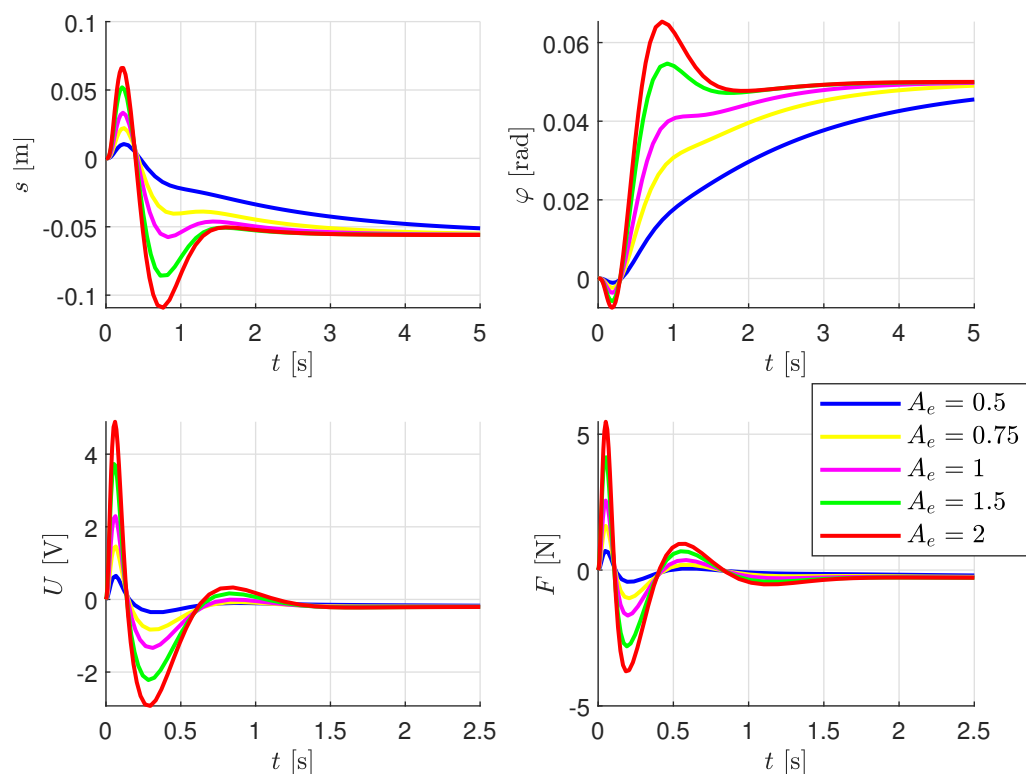 0.1
0.05
0
-0.05
-0.1
s [m]
0 1 2 3 4 5
t [s]
0.06
0.04
0.02
0
φ [rad]
0 1 2 3 4 5
t [s]
4
2
0
-2
U [V]
0 0.5 1 1.5 2 2.5
t [s]
5
0
-5
F [N]
0 0.5 1 1.5 2 2.5
t [s]
A_e = 0.5
A_e = 0.75
A_e = 1
A_e = 1.5
A_e = 2